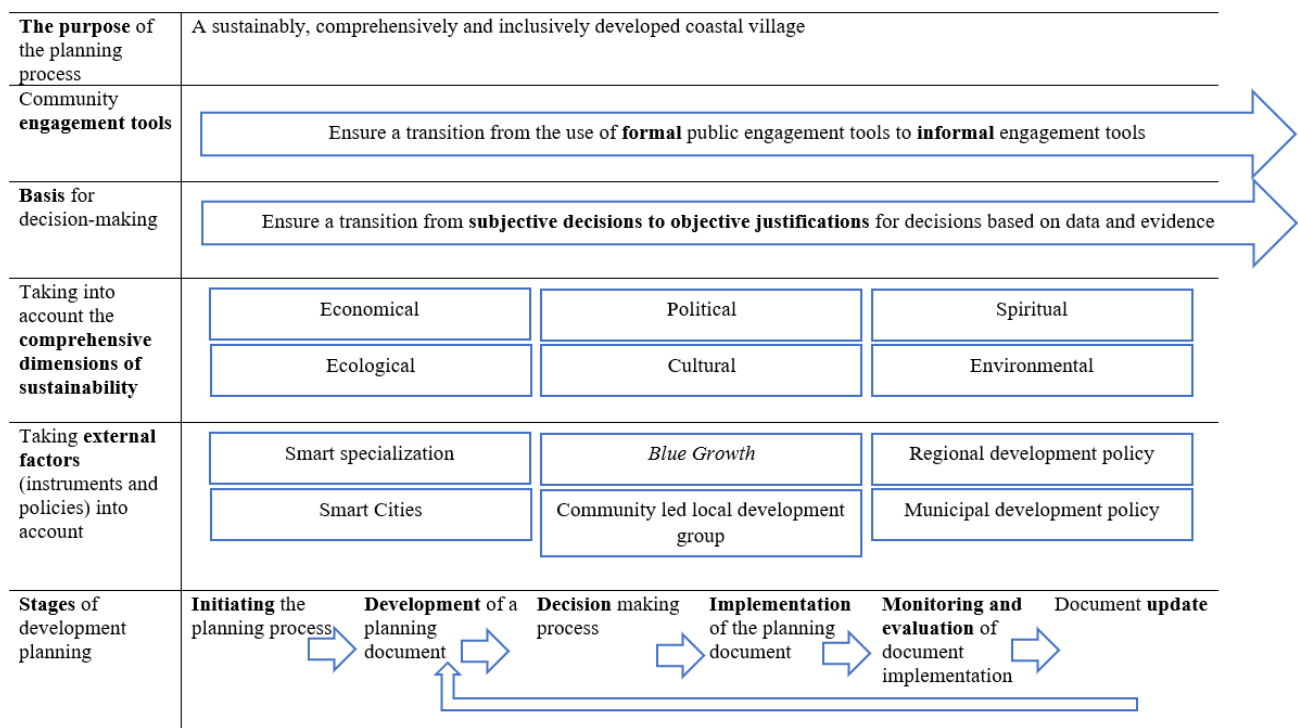 The purpose of
the planning
process
A sustainably, comprehensively and inclusively developed coastal village
Community
engagement tools
Ensure a transition from the use of formal public engagement tools to informal engagement tools
Basis for
decision-making
Ensure a transition from subjective decisions to objective justifications for decisions based on data and evidence
Taking into
account the
comprehensive
dimensions of
sustainability
Economical
Political
Spiritual
Ecological
Cultural
Environmental
Taking external
factors
(instruments and
policies) into
account
Smart specialization
Blue Growth
Regional development policy
Smart Cities
Community led local development
group
Municipal development policy
Stages of
development
planning
Initiating the
planning process
Development of a
planning
document
Decision making
process
Implementation
of the planning
document
Monitoring and
evaluation of
document
implementation
Document update